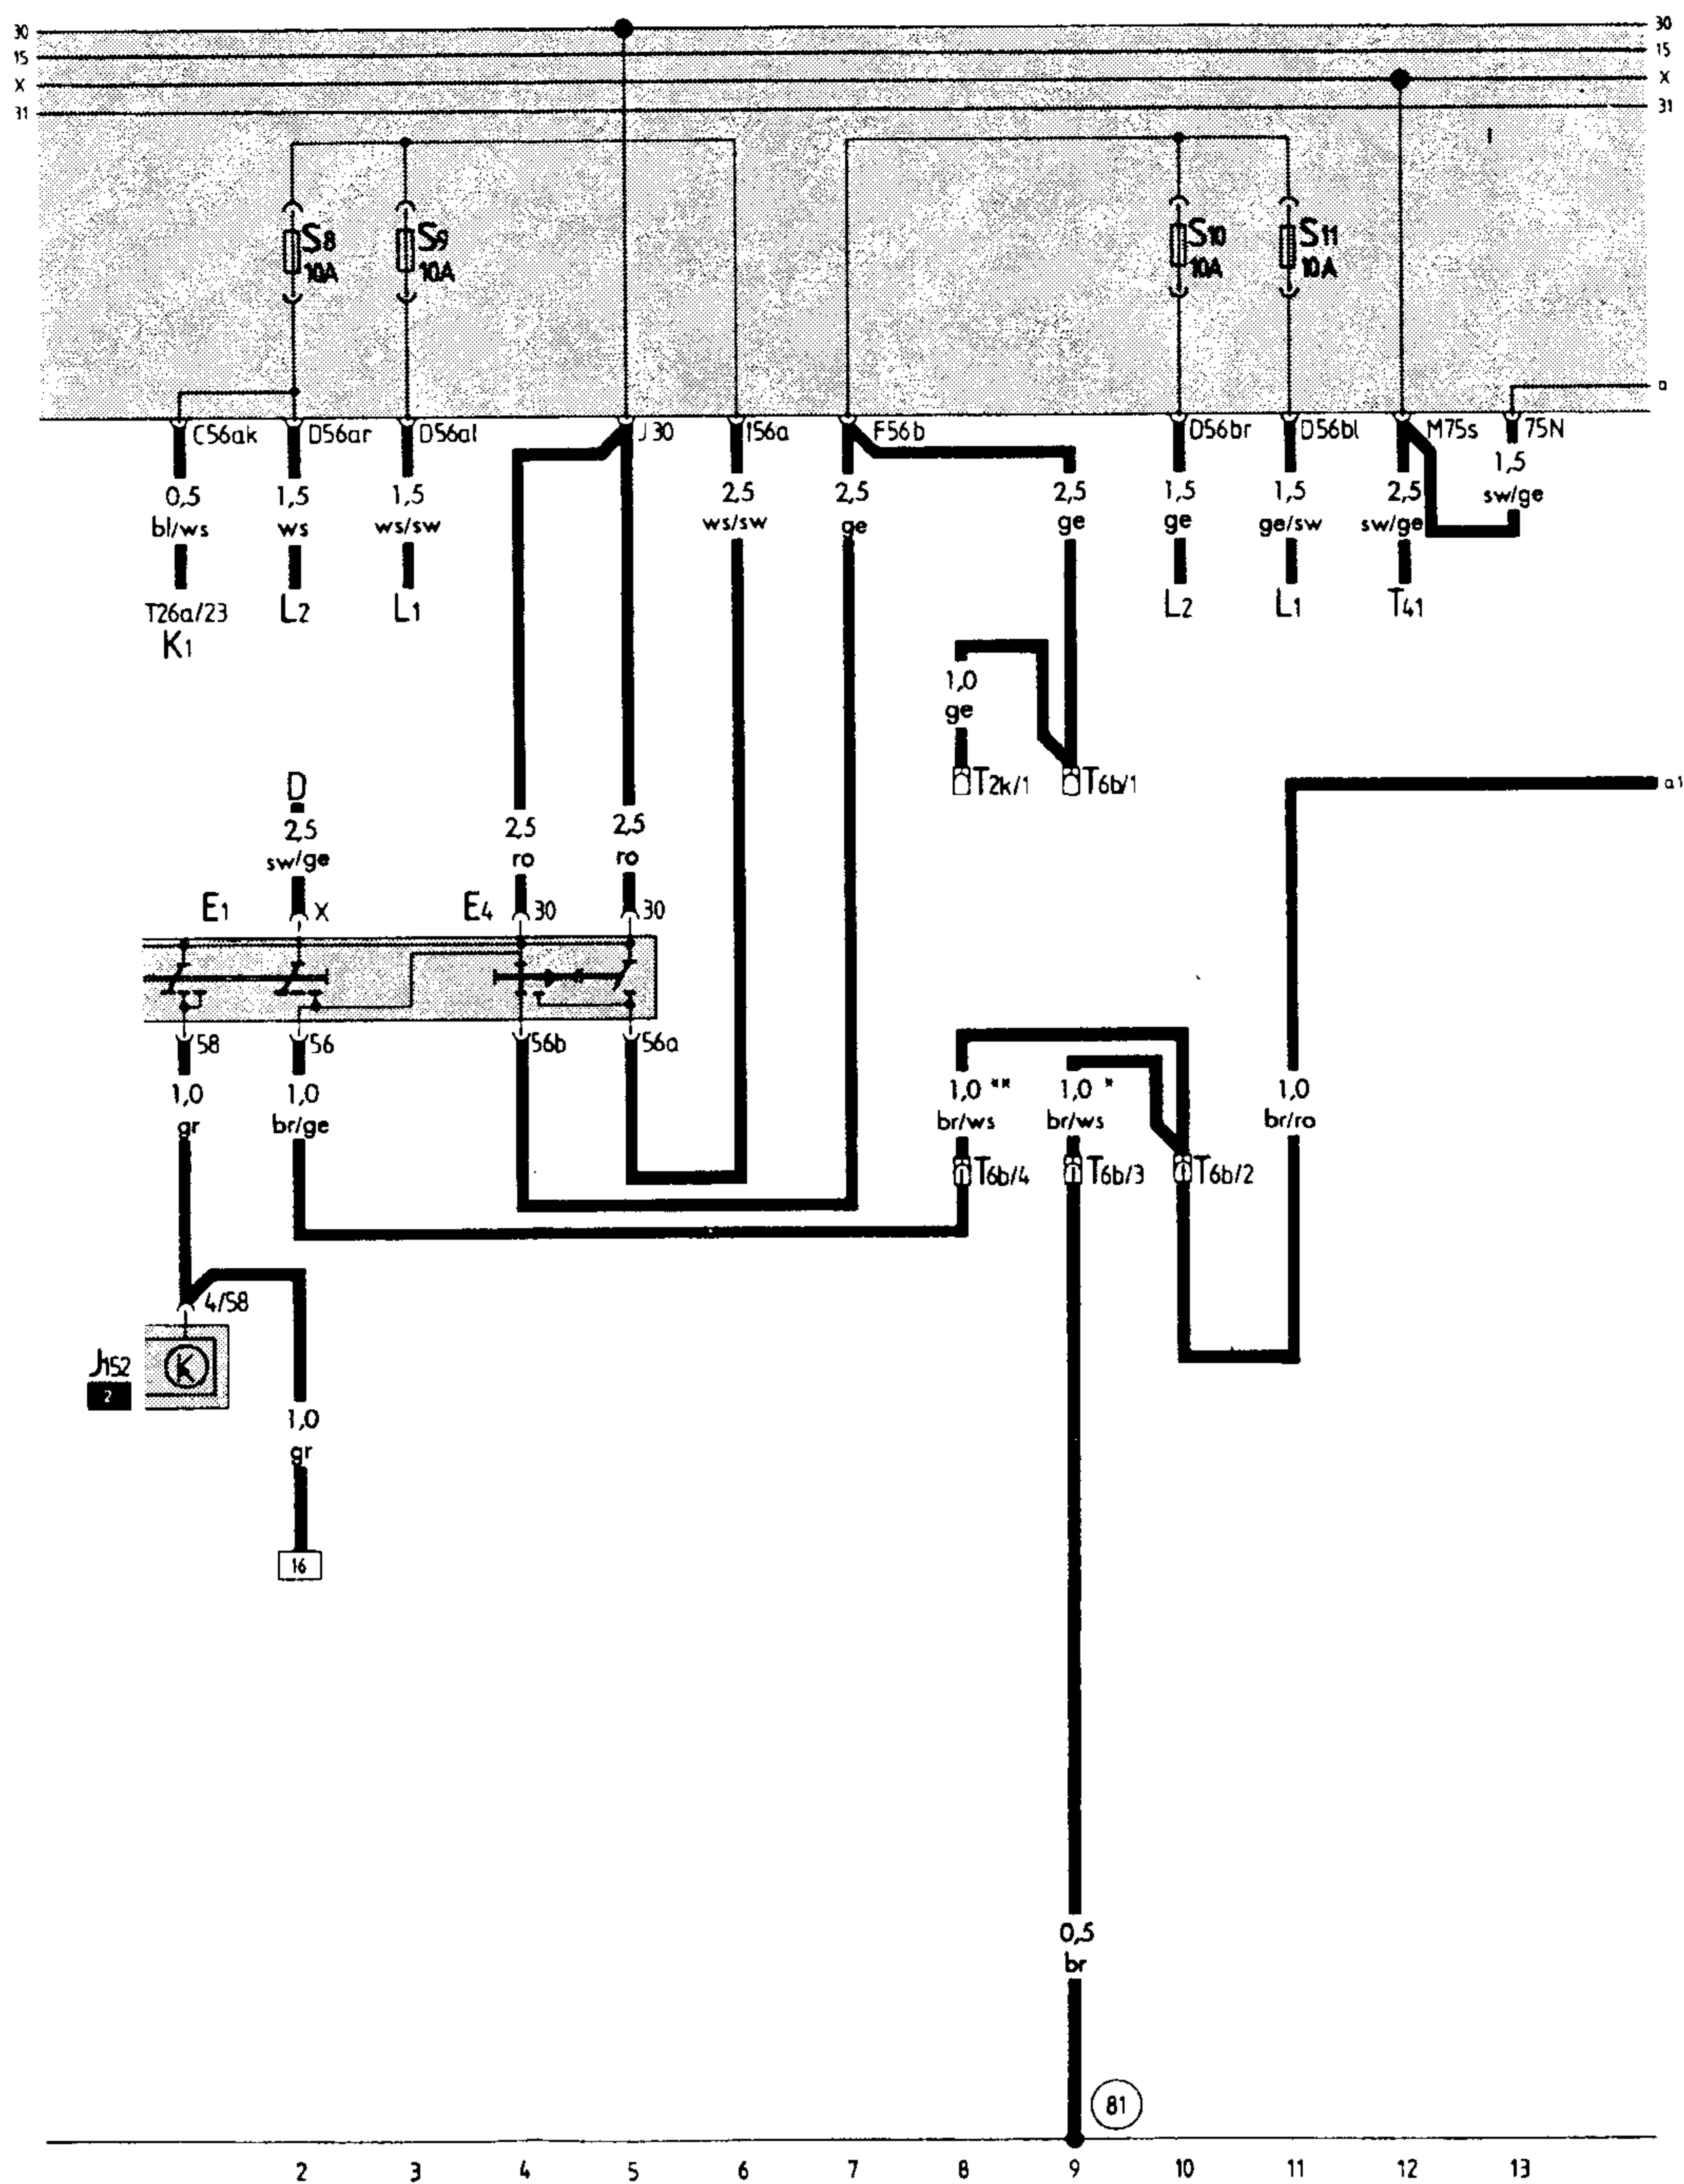 30 30
15 15
X X
31 31
S8 S9 S10 S11
10A 10A 10A 10A
a
C56ak D56ar D56al J30 I56a F56b D56br D56bl M75s 75N
0,5 1,5 1,5 2,5 2,5 2,5 1,5 1,5 2,5 1,5
bl/ws ws ws/sw ws/sw ge ge ge ge/sw sw/ge sw/ge
T26a/23 L2 L1 L2 L1 T41
K1
1,0
ge
T2k/1 T6b/1
a1
D
2,5 2,5 2,5
sw/ge ro ro
E1 X E4 30 30
58 56 56b 56a
1,0 1,0 1,0 ** 1,0 * 1,0
gr br/ge br/ws br/ws br/ro
T6b/4 T6b/3 T6b/2
4/58
J152 K
2
1,0
gr
16
0,5
br
81
2 3 4 5 6 7 8 9 10 11 12 13